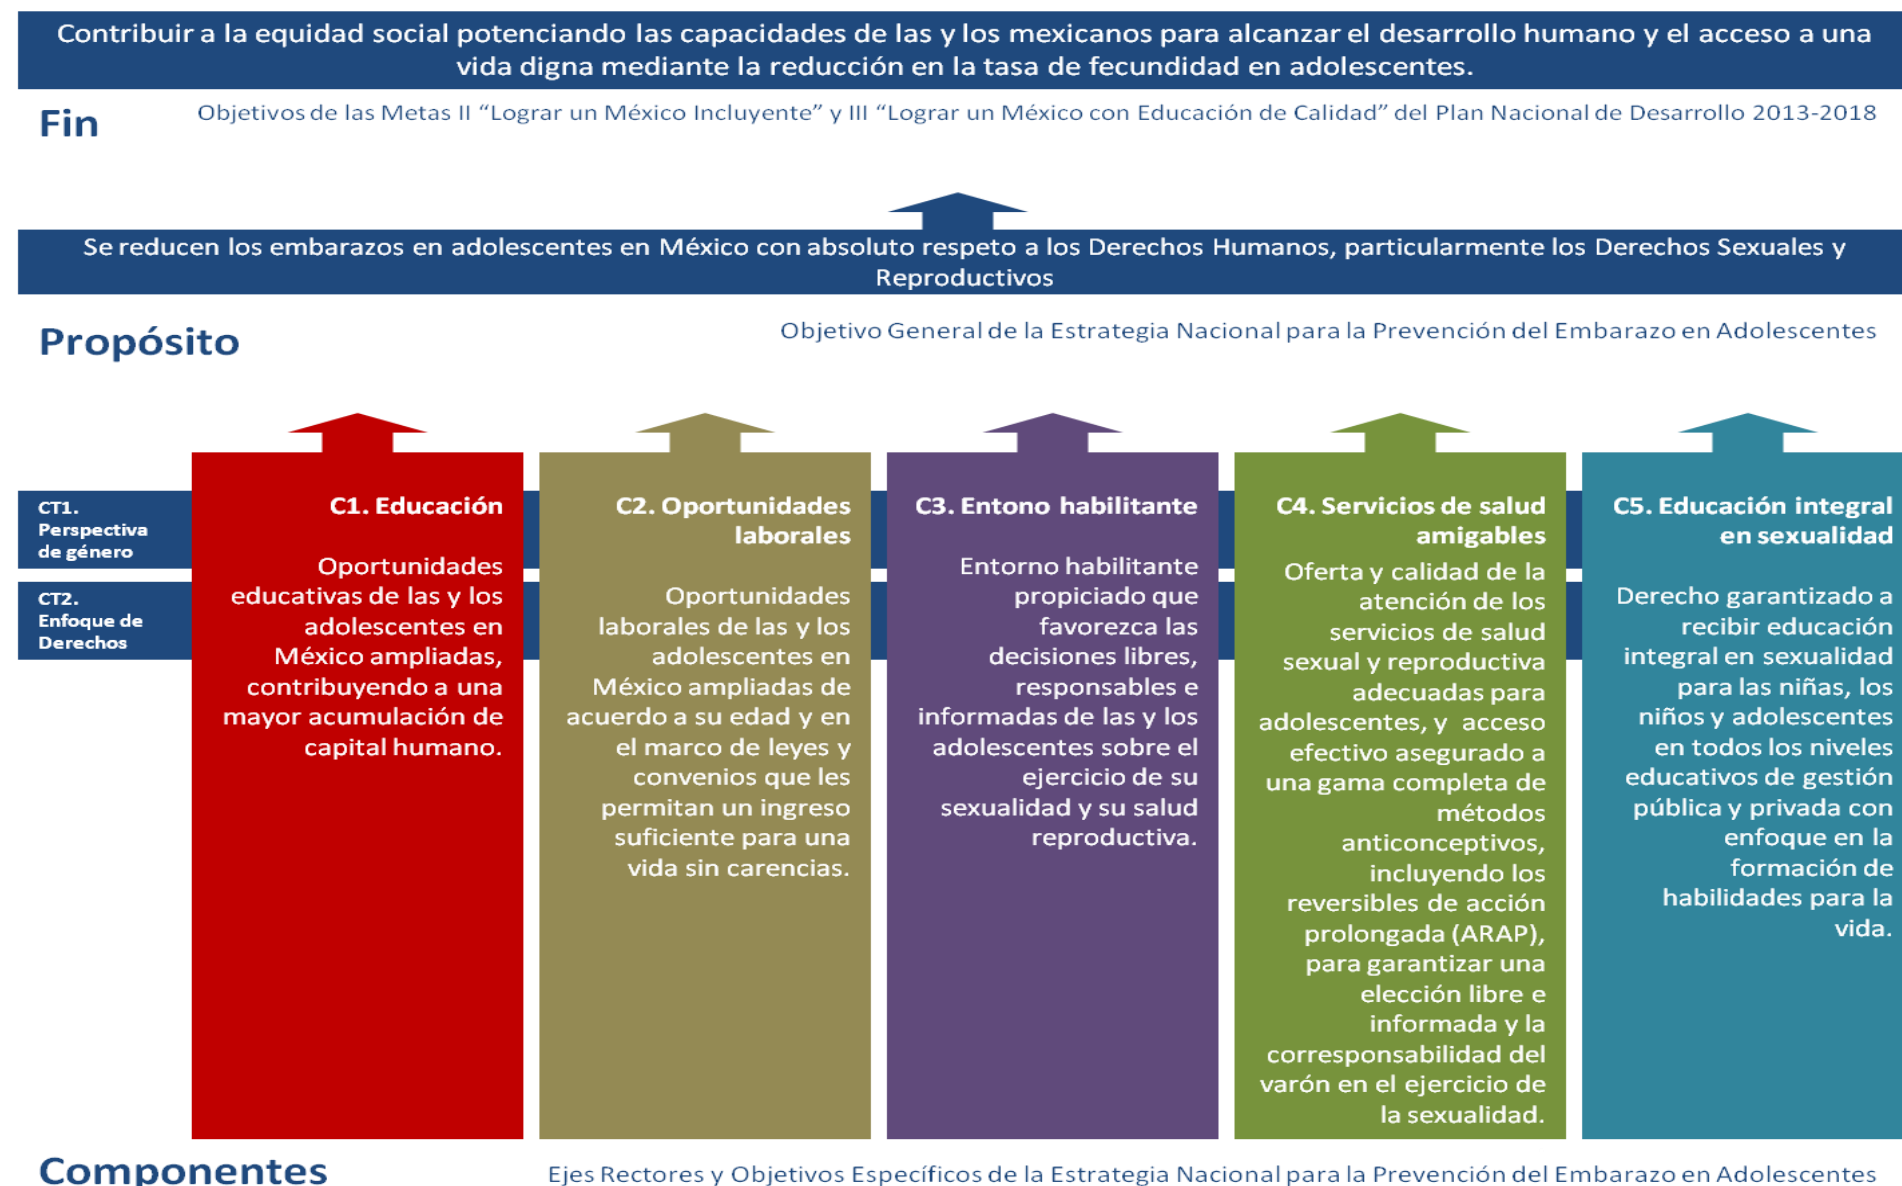 Contribuir a la equidad social potenciando las capacidades de las y los mexicanos para alcanzar el desarrollo humano y el acceso a una
vida digna mediante la reducción en la tasa de fecundidad en adolescentes.
Fin
Objetivos de las Metas II “Lograr un México Incluyente” y III “Lograr un México con Educación de Calidad” del Plan Nacional de Desarrollo 2013-2018
Se reducen los embarazos en adolescentes en México con absoluto respeto a los Derechos Humanos, particularmente los Derechos Sexuales y
Reproductivos
Propósito
Objetivo General de la Estrategia Nacional para la Prevención del Embarazo en Adolescentes
CT1.
Perspectiva
de género
CT2.
Enfoque de
Derechos
C1. Educación
Oportunidades
educativas de las y los
adolescentes en
México ampliadas,
contribuyendo a una
mayor acumulación de
capital humano.
C2. Oportunidades
laborales
Oportunidades
laborales de las y los
adolescentes en
México ampliadas de
acuerdo a su edad y en
el marco de leyes y
convenios que les
permitan un ingreso
suficiente para una
vida sin carencias.
C3. Entono habilitante
Entorno habilitante
propiciado que
favorezca las
decisiones libres,
responsables e
informadas de las y los
adolescentes sobre el
ejercicio de su
sexualidad y su salud
reproductiva.
C4. Servicios de salud
amigables
Oferta y calidad de la
atención de los
servicios de salud
sexual y reproductiva
adecuadas para
adolescentes, y acceso
efectivo asegurado a
una gama completa de
métodos
anticonceptivos,
incluyendo los
reversibles de acción
prolongada (ARAP),
para garantizar una
elección libre e
informada y la
corresponsabilidad del
varón en el ejercicio de
la sexualidad.
C5. Educación integral
en sexualidad
Derecho garantizado a
recibir educación
integral en sexualidad
para las niñas, los
niños y adolescentes
en todos los niveles
educativos de gestión
pública y privada con
enfoque en la
formación de
habilidades para la
vida.
Componentes
Ejes Rectores y Objetivos Específicos de la Estrategia Nacional para la Prevención del Embarazo en Adolescentes